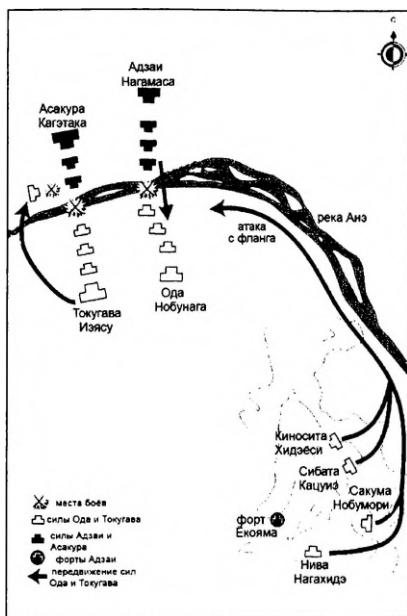 с
Адзаи
Нагамаса
Асакура
Кагэтака
река Анэ
атака
с фланга
Токугава
Изясу
Ода
Нобунага
Киносита
Хидэёси
Сибата
Кацуиэ
Сакума
Нобумори
форт
Екояма
Нива
Нагахидэ
места боёв
силы Ода и Токугава
силы Адзаи и
Асакура
форты Адзаи
передвижение сил
Ода и Токугава